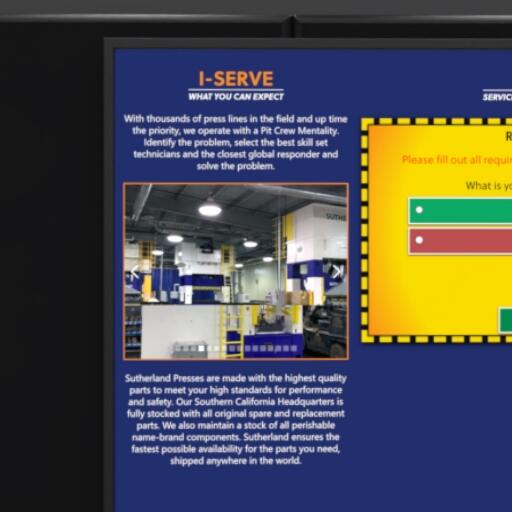 I-SERVE
WHAT YOU CAN EXPECT
With thousands of press lines in the field and up time
the priority, we operate with a Pit Crew Mentality.
Identify the problem, select the best skill set
technicians and the closest global responder and
solve the problem.
SUTHE
Sutherland Presses are made with the highest quality
parts to meet your high standards for performance
and safety. Our Southern California Headquarters is
fully stocked with all original spare and replacement
parts. We also maintain a stock of all perishable
name-brand components. Sutherland ensures the
fastest possible availability for the parts you need,
shipped anywhere in the world.
SERVIC
R
Please fill out all requi
What is yo